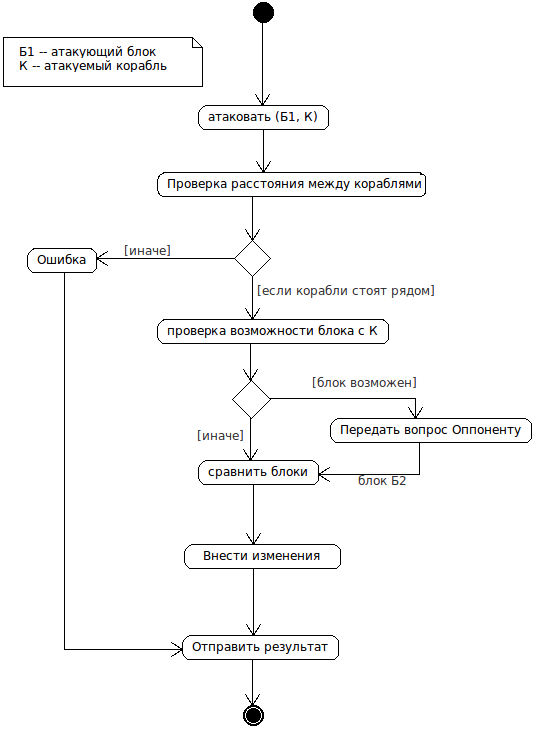 Б1 -- атакующий блок
К -- атакуемый корабль
атаковать (Б1, К)
Проверка расстояния между кораблями
[иначе]
Ошибка
[если корабли стоят рядом]
проверка возможности блока с К
[блок возможен]
Передать вопрос Оппоненту
[иначе]
сравнить блоки
блок Б2
Внести изменения
Отправить результат